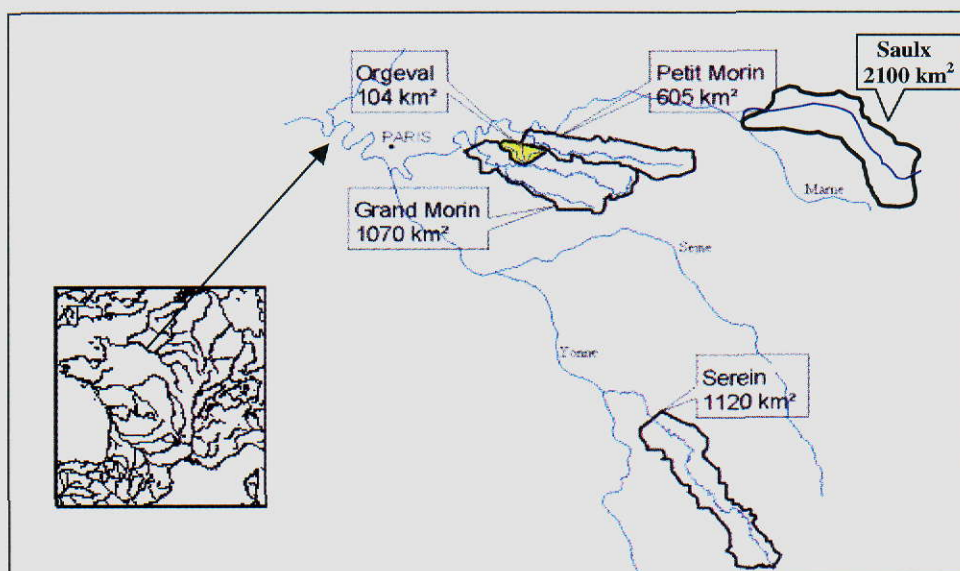 Orgeval
104 km²
Petit Morin
605 km²
Saulx
2100 km²
PARIS
Grand Morin
1070 km²
Marne
Seine
Yonne
Serein
1120 km²